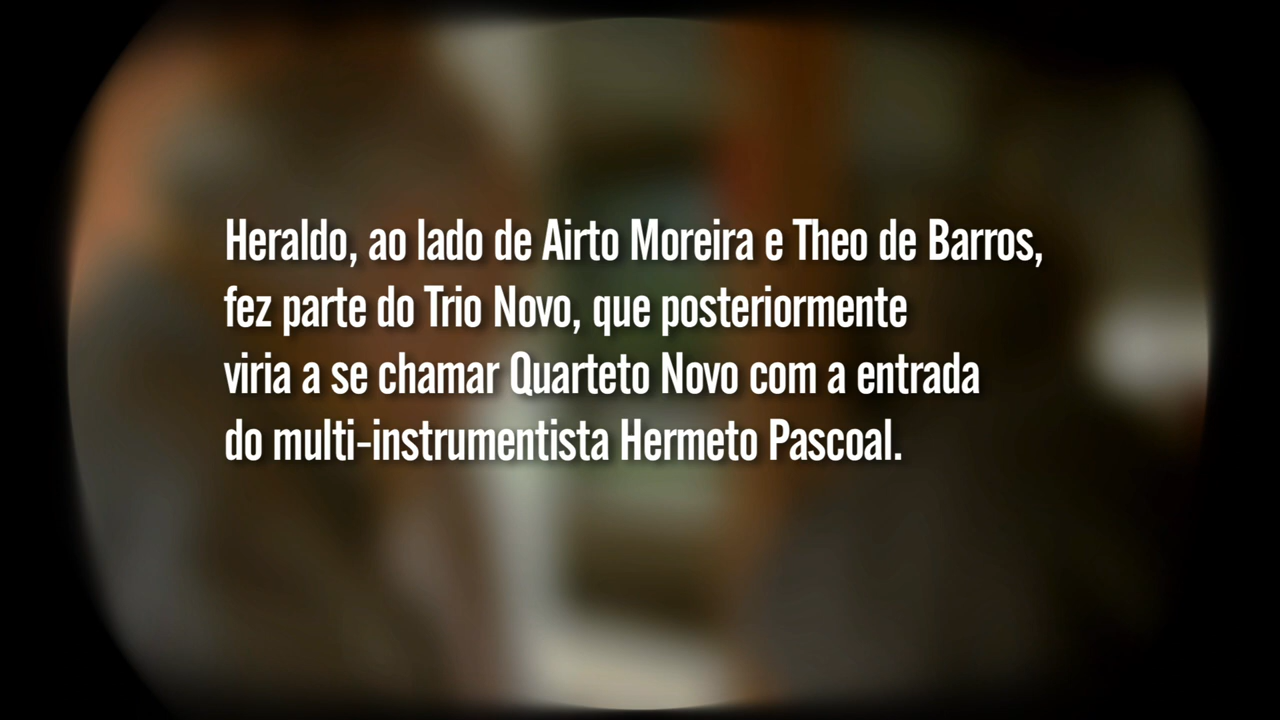 Heraldo, ao lado de Airto Moreira e Theo de Barros,
fez parte do Trio Novo, que posteriormente
viria a se chamar Quarteto Novo com a entrada
do multi-instrumentista Hermeto Pascoal.